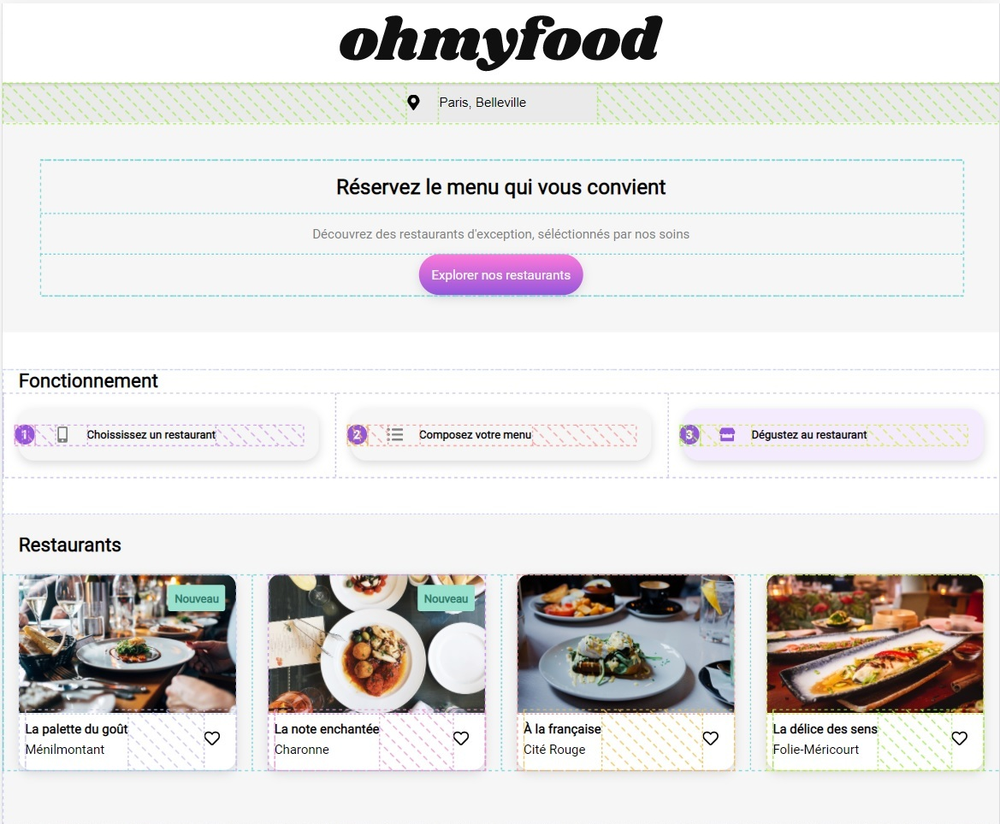 ohmyfood
Paris, Belleville
Réservez le menu qui vous convient
Découvrez des restaurants d'exception, séléctionnés par nos soins
Explorer nos restaurants
Fonctionnement
1 Choississez un restaurant
2 Composez votre menu
3 Dégustez au restaurant
Restaurants
Nouveau
La palette du goût
Ménilmontant
Nouveau
La note enchantée
Charonne
À la française
Cité Rouge
La délice des sens
Folie-Méricourt